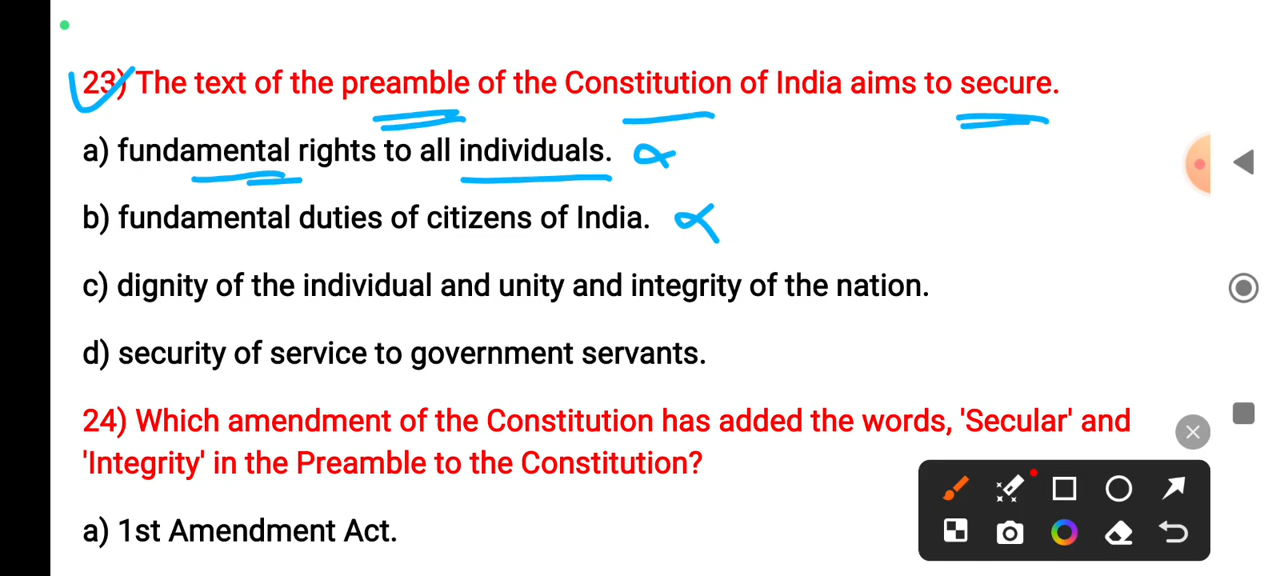 23) The text of the preamble of the Constitution of India aims to secure.
a) fundamental rights to all individuals.
b) fundamental duties of citizens of India.
c) dignity of the individual and unity and integrity of the nation.
d) security of service to government servants.
24) Which amendment of the Constitution has added the words, 'Secular' and
'Integrity' in the Preamble to the Constitution?
a) 1st Amendment Act.